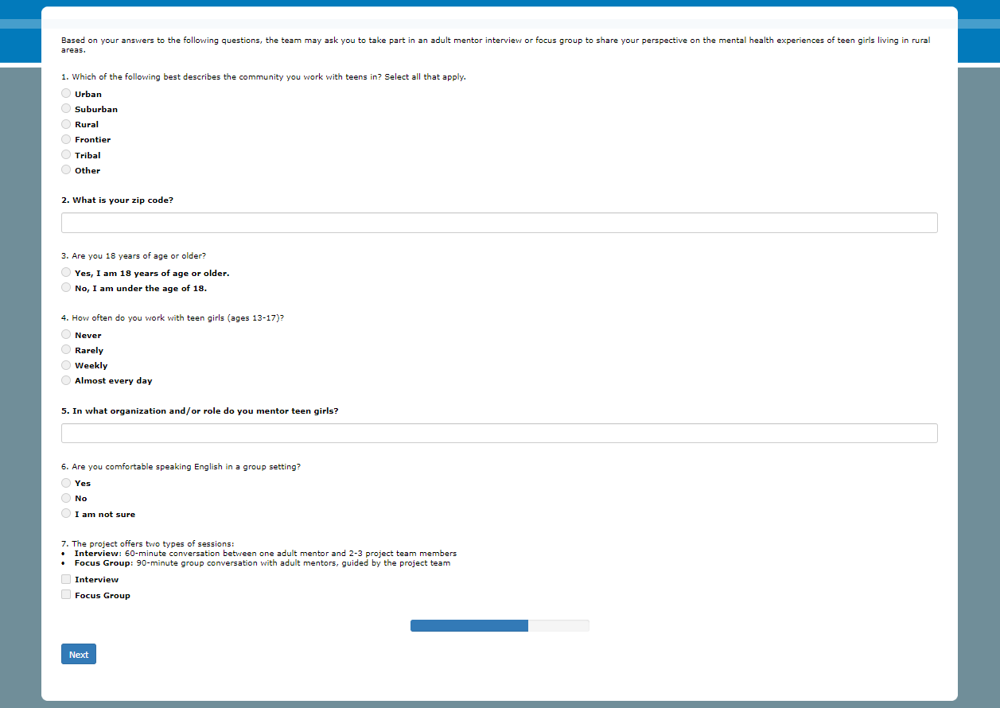 Based on your answers to the following questions, the team may ask you to take part in an adult mentor interview or focus group to share your perspective on the mental health experiences of teen girls living in rural
areas.
1. Which of the following best describes the community you work with teens in? Select all that apply.
Urban
Suburban
Rural
Frontier
Tribal
Other
2. What is your zip code?
3. Are you 18 years of age or older?
Yes, I am 18 years of age or older.
No, I am under the age of 18.
4. How often do you work with teen girls (ages 13-17)?
Never
Rarely
Weekly
Almost every day
5. In what organization and/or role do you mentor teen girls?
6. Are you comfortable speaking English in a group setting?
Yes
No
I am not sure
7. The project offers two types of sessions:
• Interview: 60-minute conversation between one adult mentor and 2-3 project team members
• Focus Group: 90-minute group conversation with adult mentors, guided by the project team
Interview
Focus Group
Next